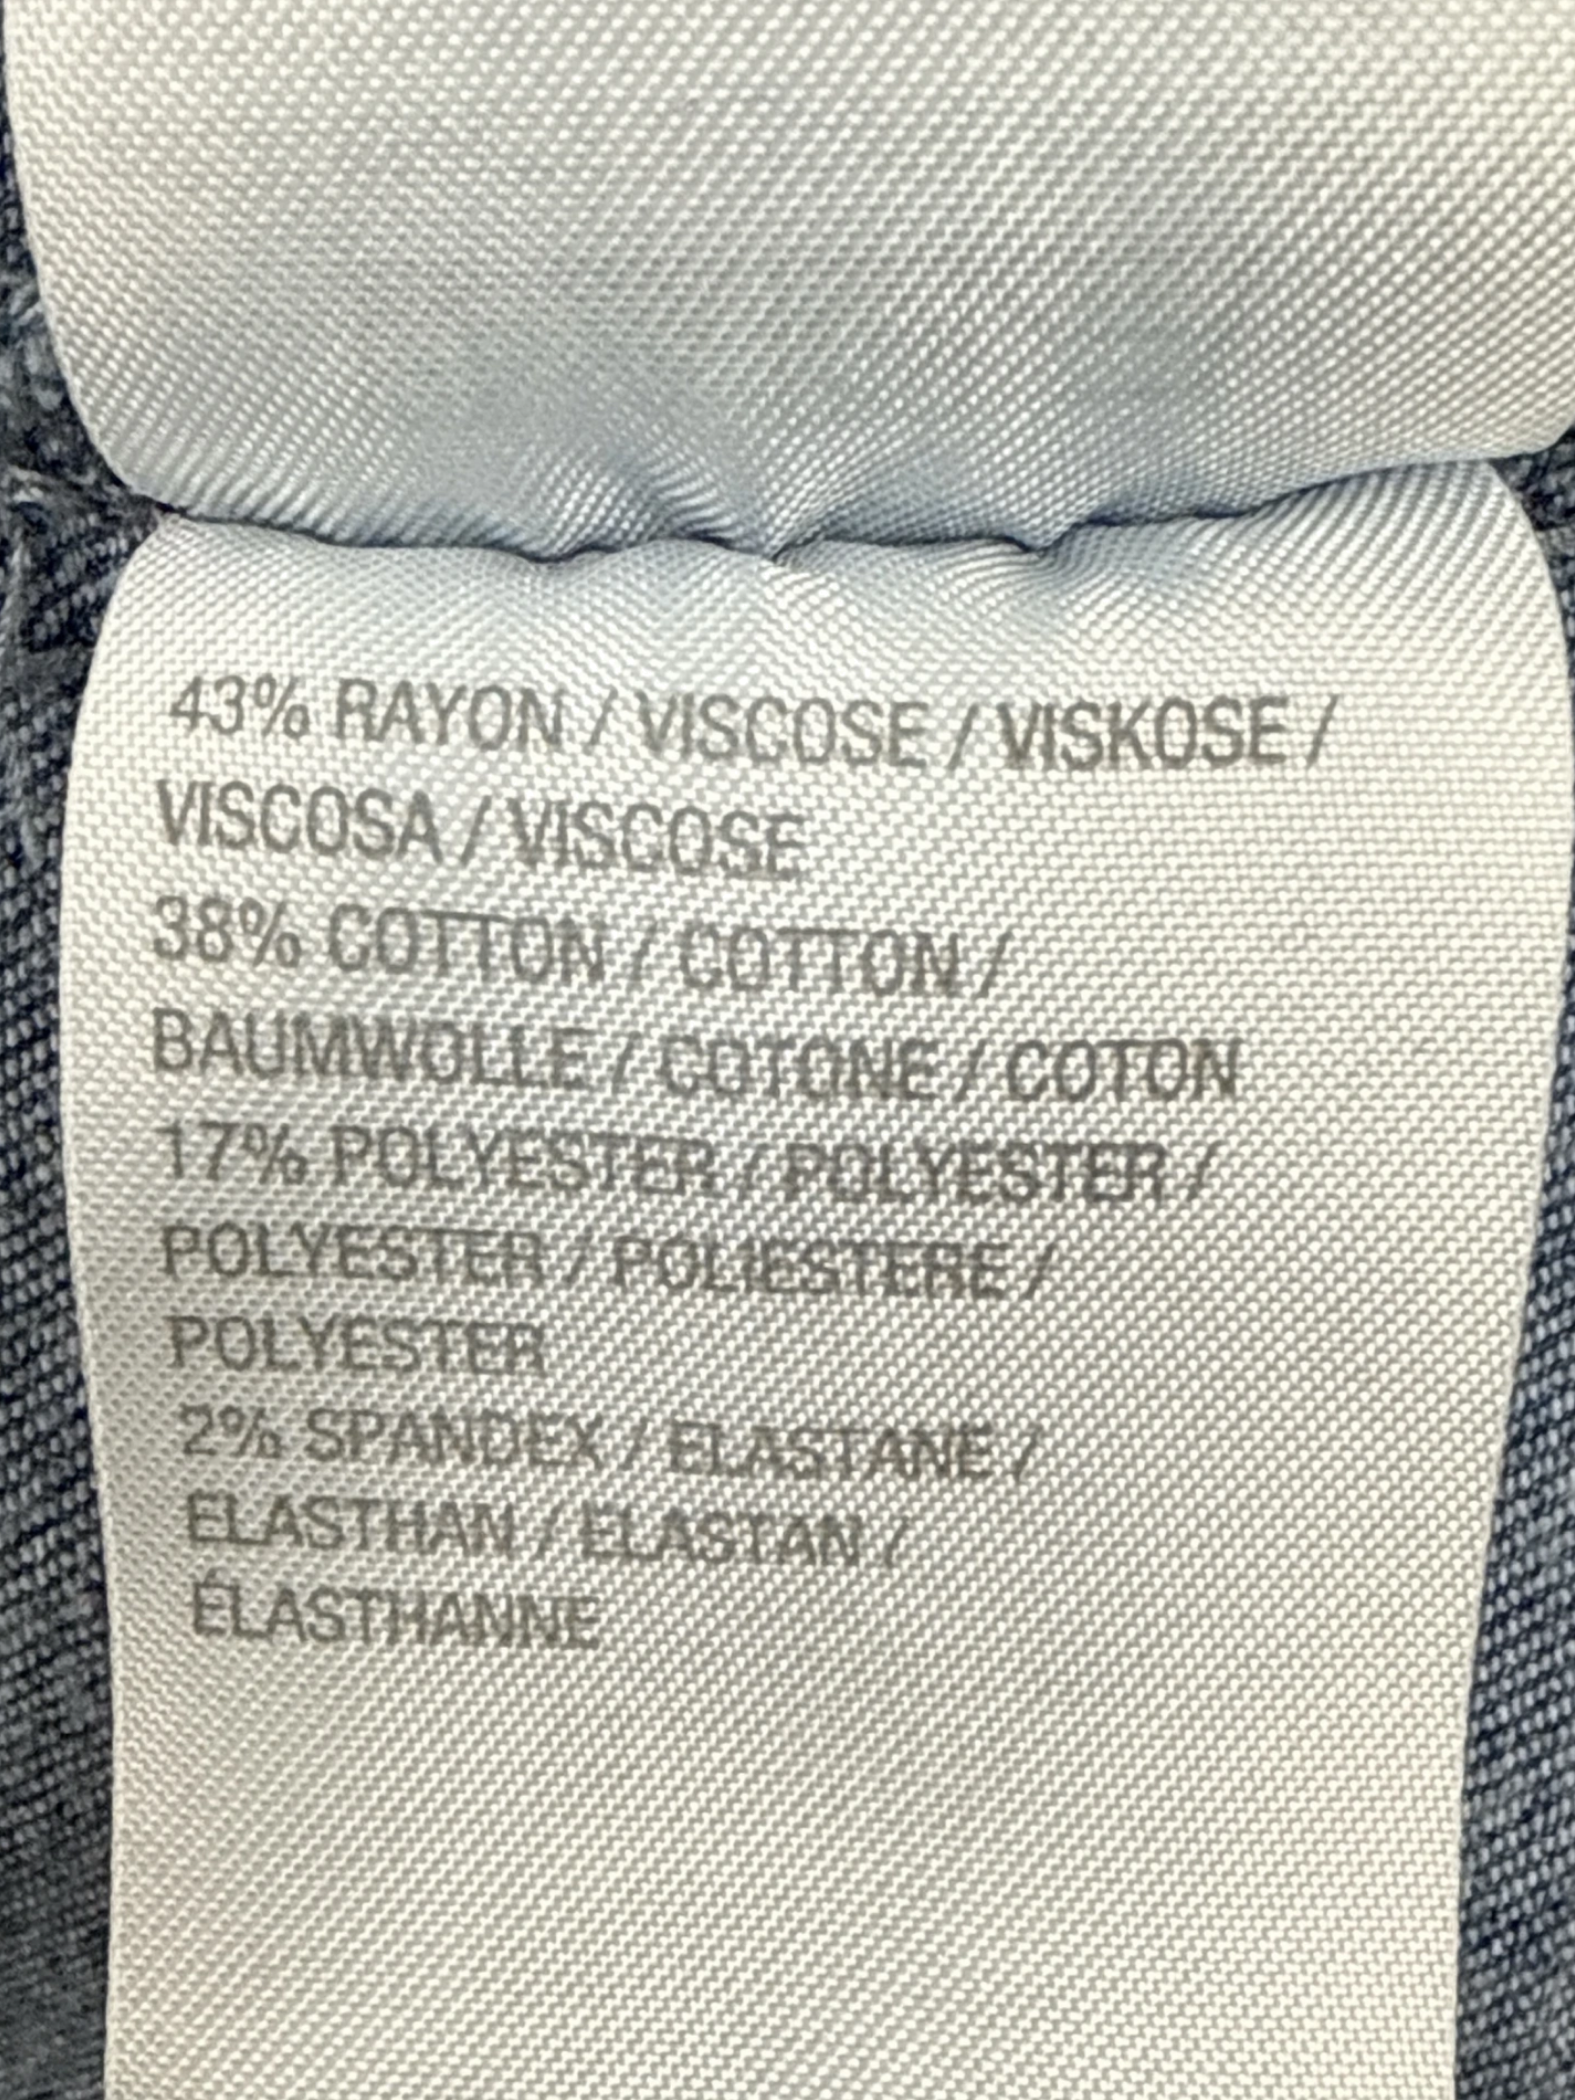 43% RAYON / VISCOSE / VISKOSE /
VISCOSA / VISCOSE
38% COTTON / COTTON /
BAUMWOLLE / COTONE / COTON
17% POLYESTER / POLYESTER /
POLYESTER / POLIESTERE /
POLYESTER
2% SPANDEX / ELASTANE /
ELASTHAN / ELASTAN /
ÉLASTHANNE